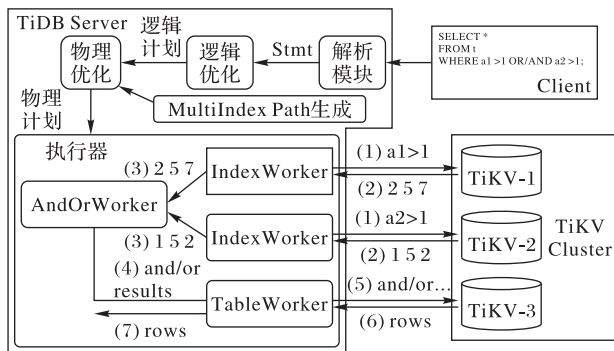 TiDB Server
SELECT *
FROM t
WHERE a1 >1 OR/AND a2 >1;
Client
物理
优化
逻辑
计划
逻辑
优化
Stmt
解析
模块
物理
计划
MultiIndex Path生成
执行器
AndOrWorker
(3) 2 5 7
IndexWorker
(1) a1>1
(2) 2 5 7
TiKV-1
(3) 1 5 2
IndexWorker
(1) a2>1
(2) 1 5 2
TiKV-2
TiKV
Cluster
(4) and/or
results
TableWorker
(5) and/or...
(6) rows
TiKV-3
(7) rows